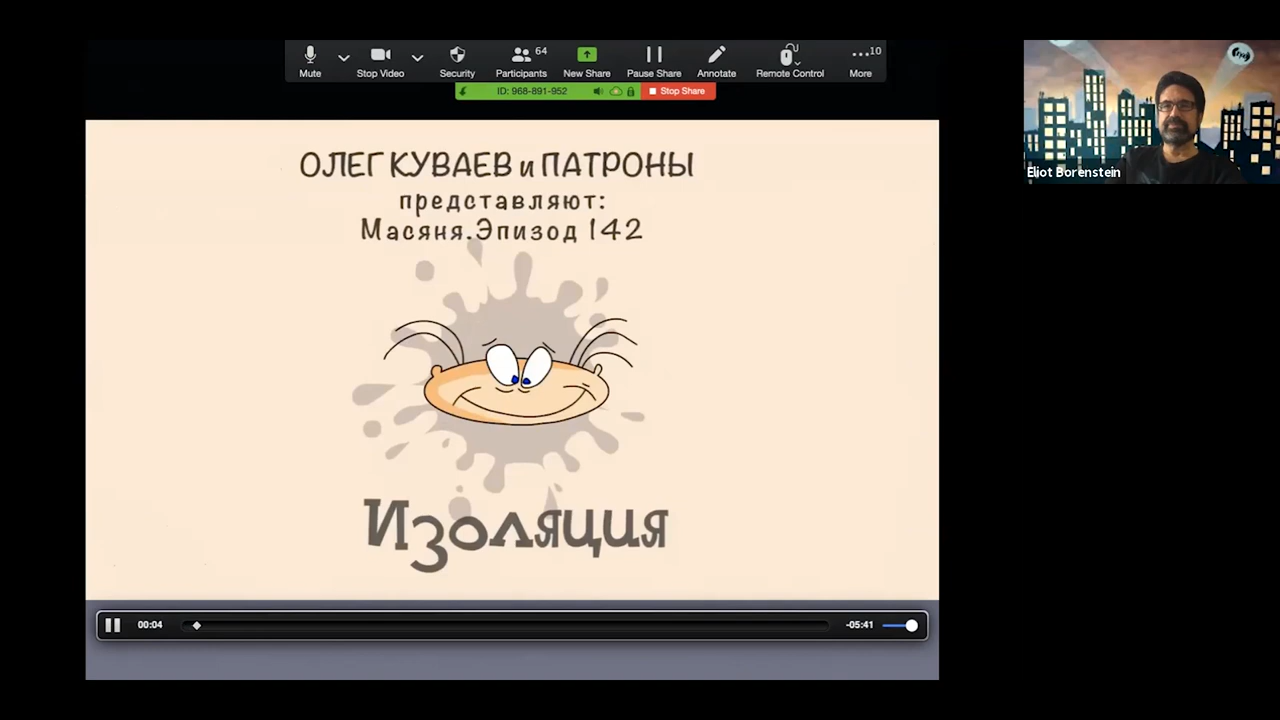 64
10
Mute
Stop Video
Security
Participants
New Share
Pause Share
Annotate
Remote Control
More
ID: 968-891-952
Stop Share
Eliot Borenstein
ОЛЕГ КУВАЕВ и ПАТРОНЫ
представляют:
Масяня.Эпизод 142
Изоляция
00:04
-05:41